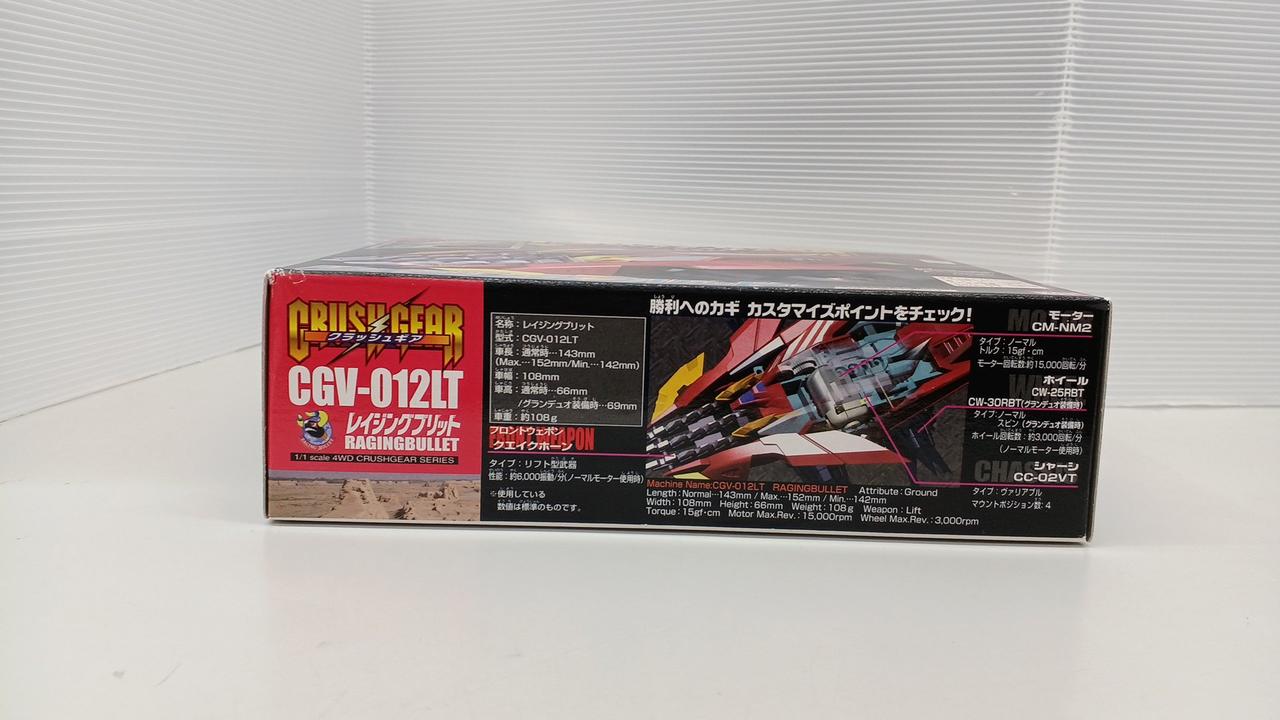 CRUSH GEAR
クラッシュギア
CGV-012LT
レイジングブリット
RAGINGBULLET
1/1 scale 4WD CRUSHGEAR SERIES
名称：レイジングブリット
型式：CGV-012LT
車長：通常時…143mm
(Max.…152mm/Min.…142mm)
車幅：108mm
車高：通常時…66mm
/グランデュオ装備時…69mm
車重：約108g
フロントウェポン
クエイクホーン
タイプ：リフト型武器
性能：約6,000振動/分(ノーマルモーター使用時)
※使用している
数値は標準のものです。
勝利へのカギ カスタマイズポイントをチェック!
Machine Name:CGV-012LT RAGINGBULLET Attribute:Ground
Length:Normal…143mm / Max.…152mm / Min.…142mm
Width:108mm Height:66mm Weight:108g Weapon:Lift
Torque:15gf·cm Motor Max.Rev.:15,000rpm Wheel Max.Rev.:3,000rpm
モーター
CM-NM2
タイプ：ノーマル
トルク：15gf・cm
モーター回転数：約15,000回転/分
ホイール
CW-25RBT
CW-30RBT(グランデュオ装備時)
タイプ：ノーマル
スピン(グランデュオ装備時)
ホイール回転数：約3,000回転/分
(ノーマルモーター使用時)
シャーシ
CC-02VT
タイプ：ヴァリアブル
マウントポジション数：4